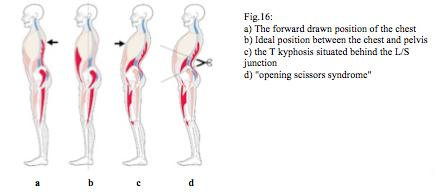 Fig.16:
a) The forward drawn position of the chest
b) Ideal position between the chest and pelvis
c) the T kyphosis situated behind the L/S
junction
d) "opening scissors syndrome"
a b c d